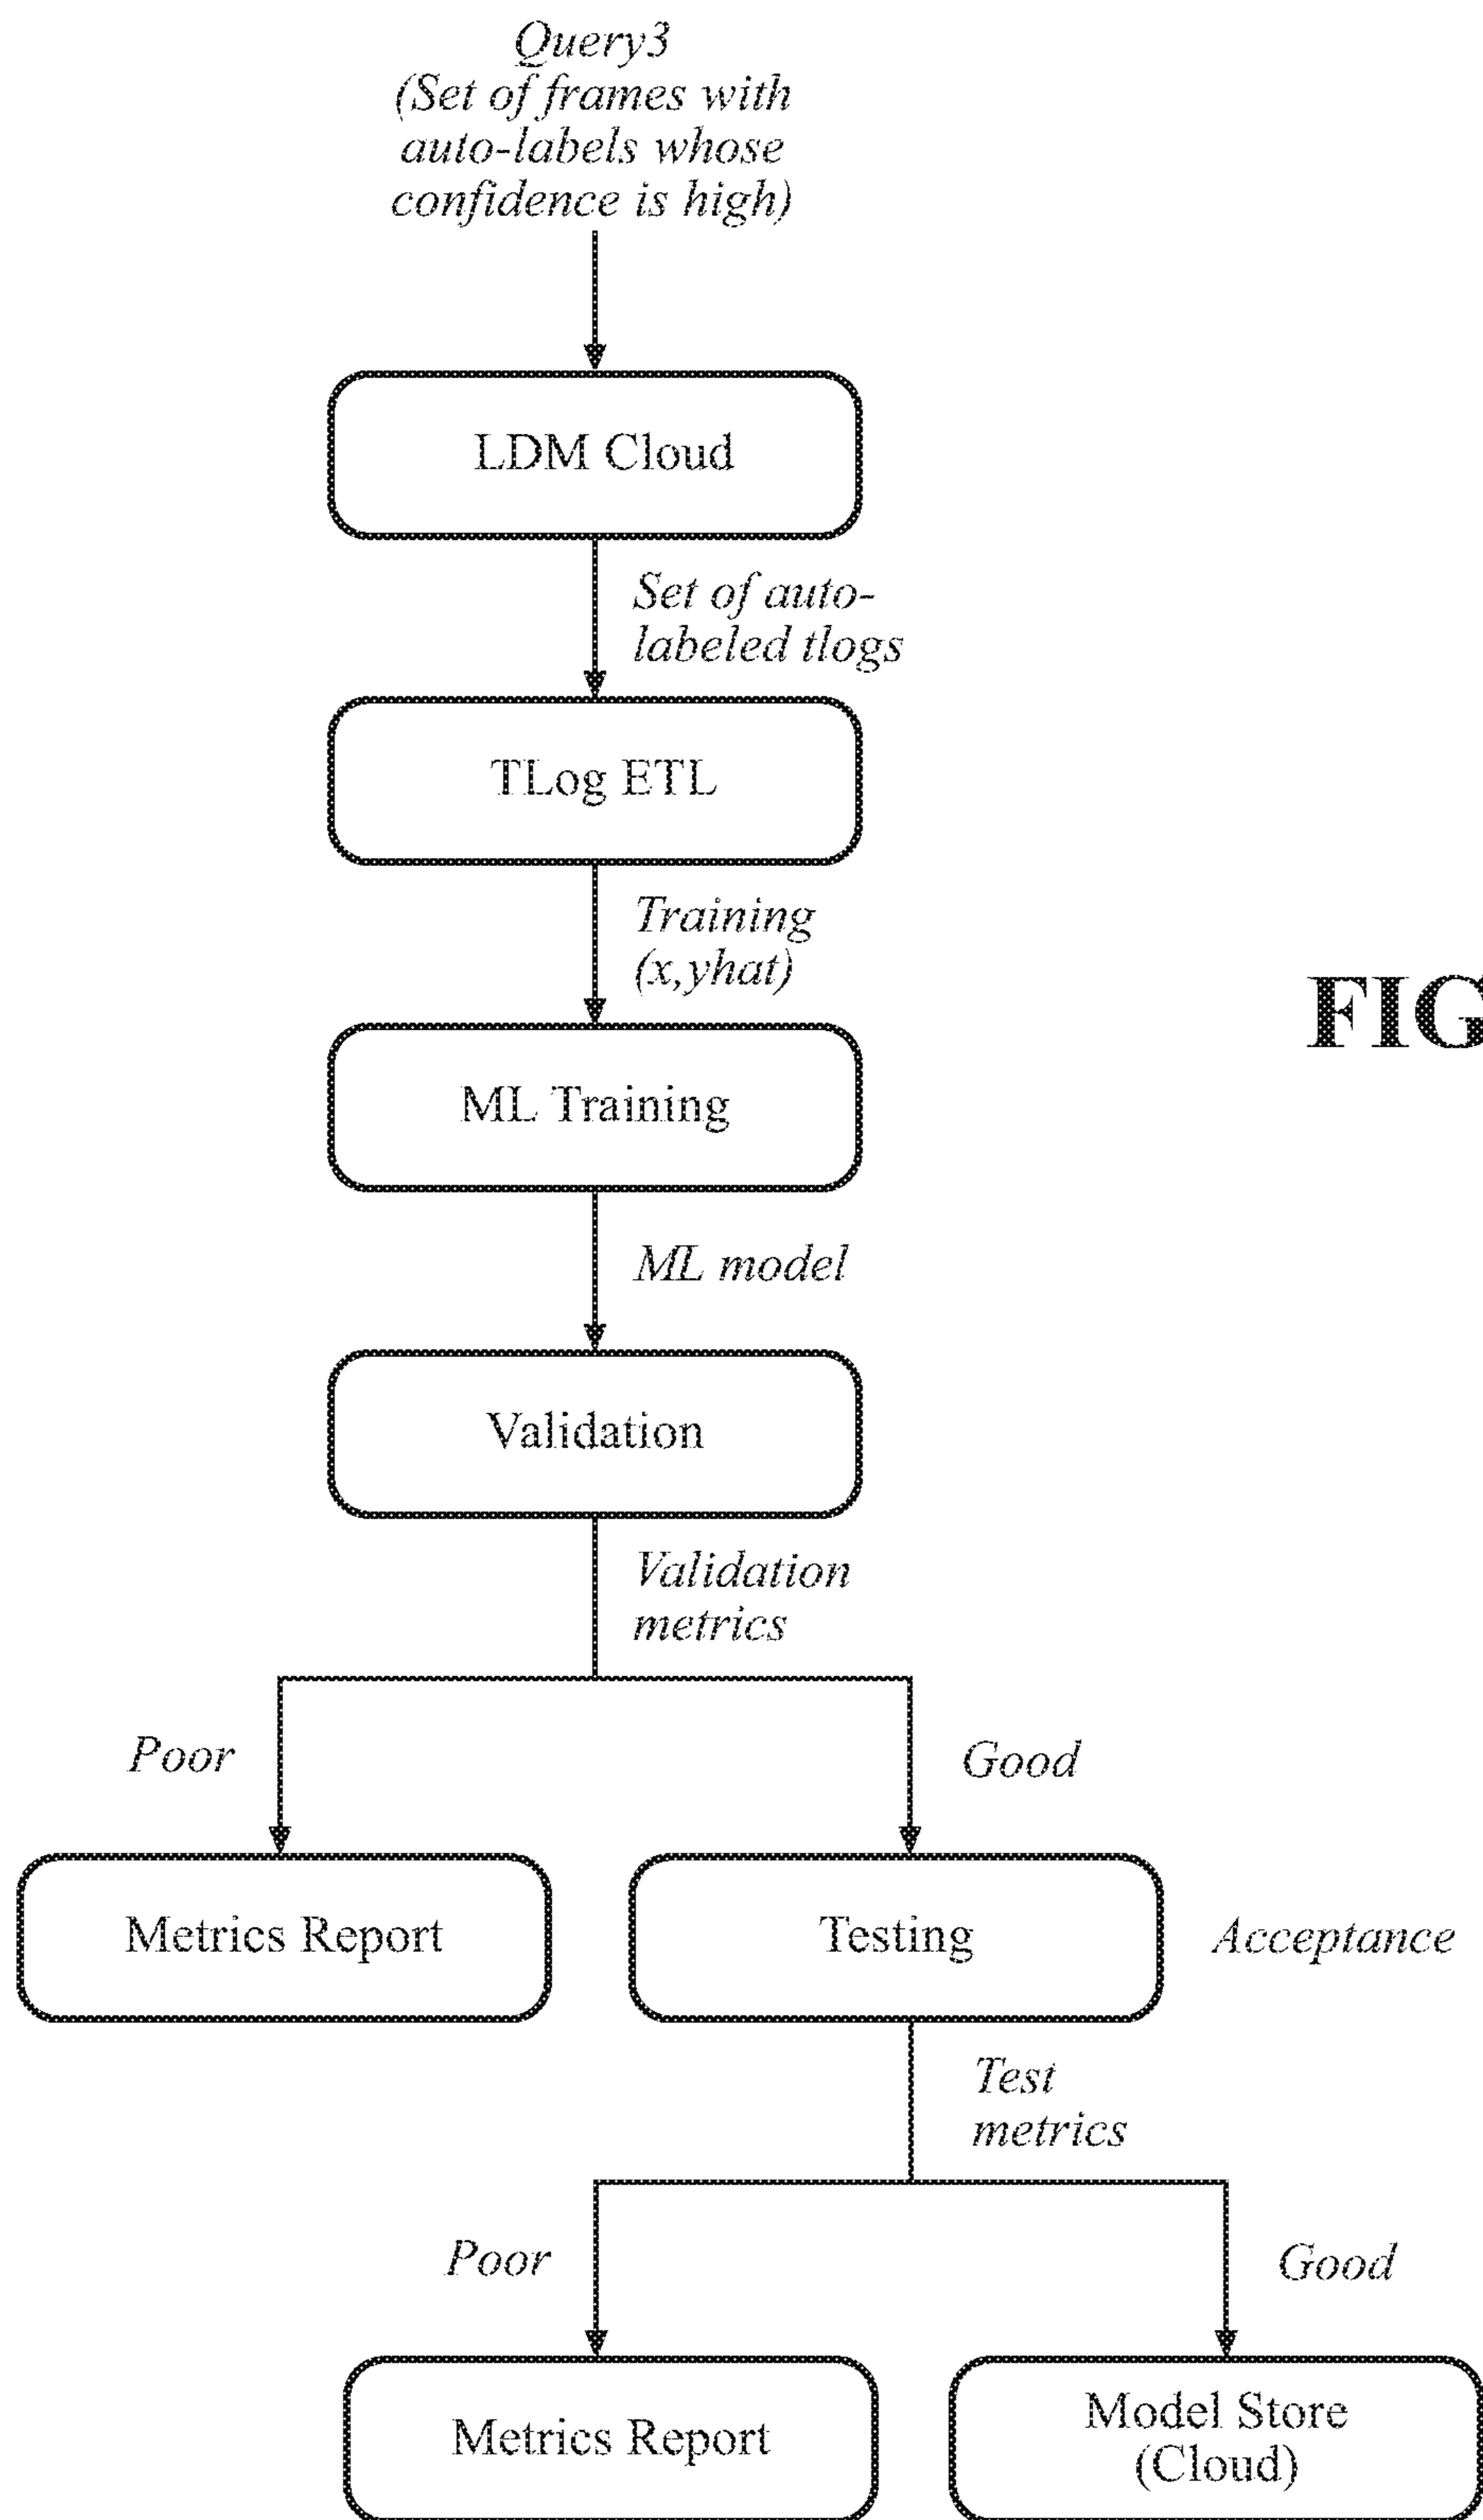 Query3
(Set of frames with
auto-labels whose
confidence is high)
LDM Cloud
Set of auto-
labeled tlogs
TLog ETL
Training
(x,yhat)
FIG
ML Training
ML model
Validation
Validation
metrics
Poor
Good
Metrics Report
Testing
Acceptance
Test
metrics
Poor
Good
Metrics Report
Model Store
(Cloud)